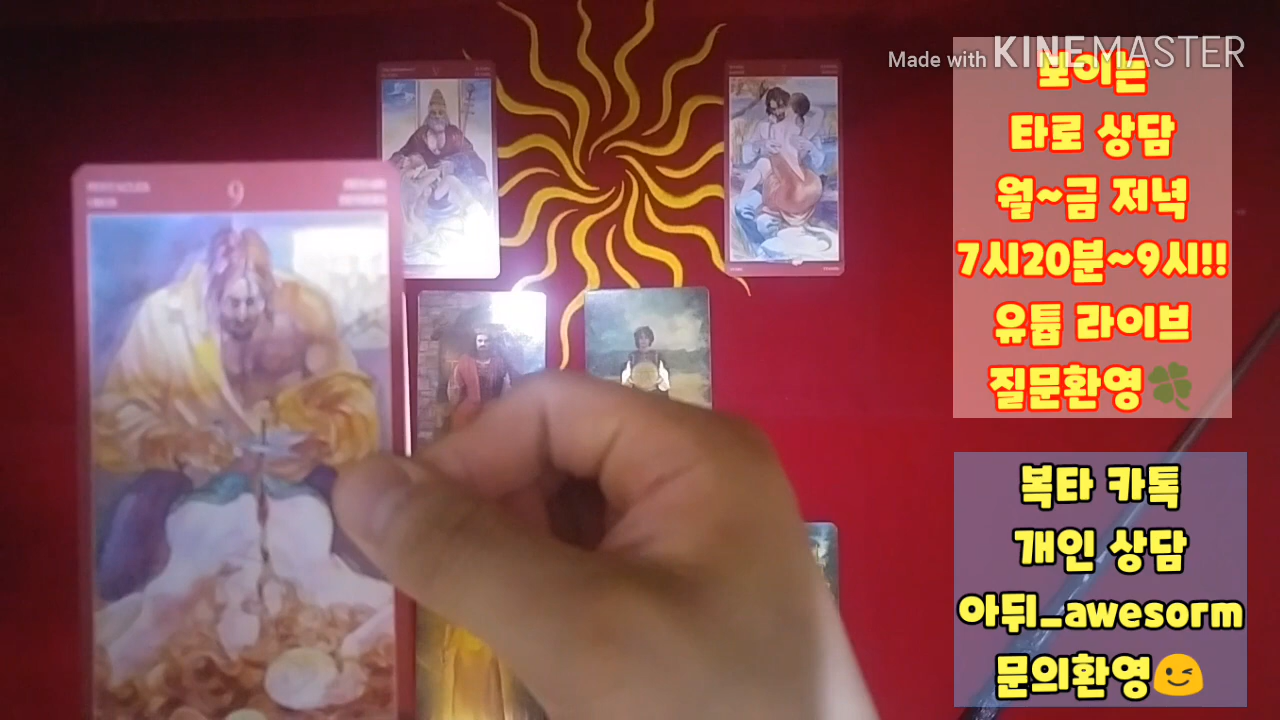 Made with KINEMASTER
보이는
타로 상담
월~금 저녁
7시20분~9시!!
유튭 라이브
질문환영🍀
복타 카톡
개인 상담
아뒤_awesorm
문의환영😉
9